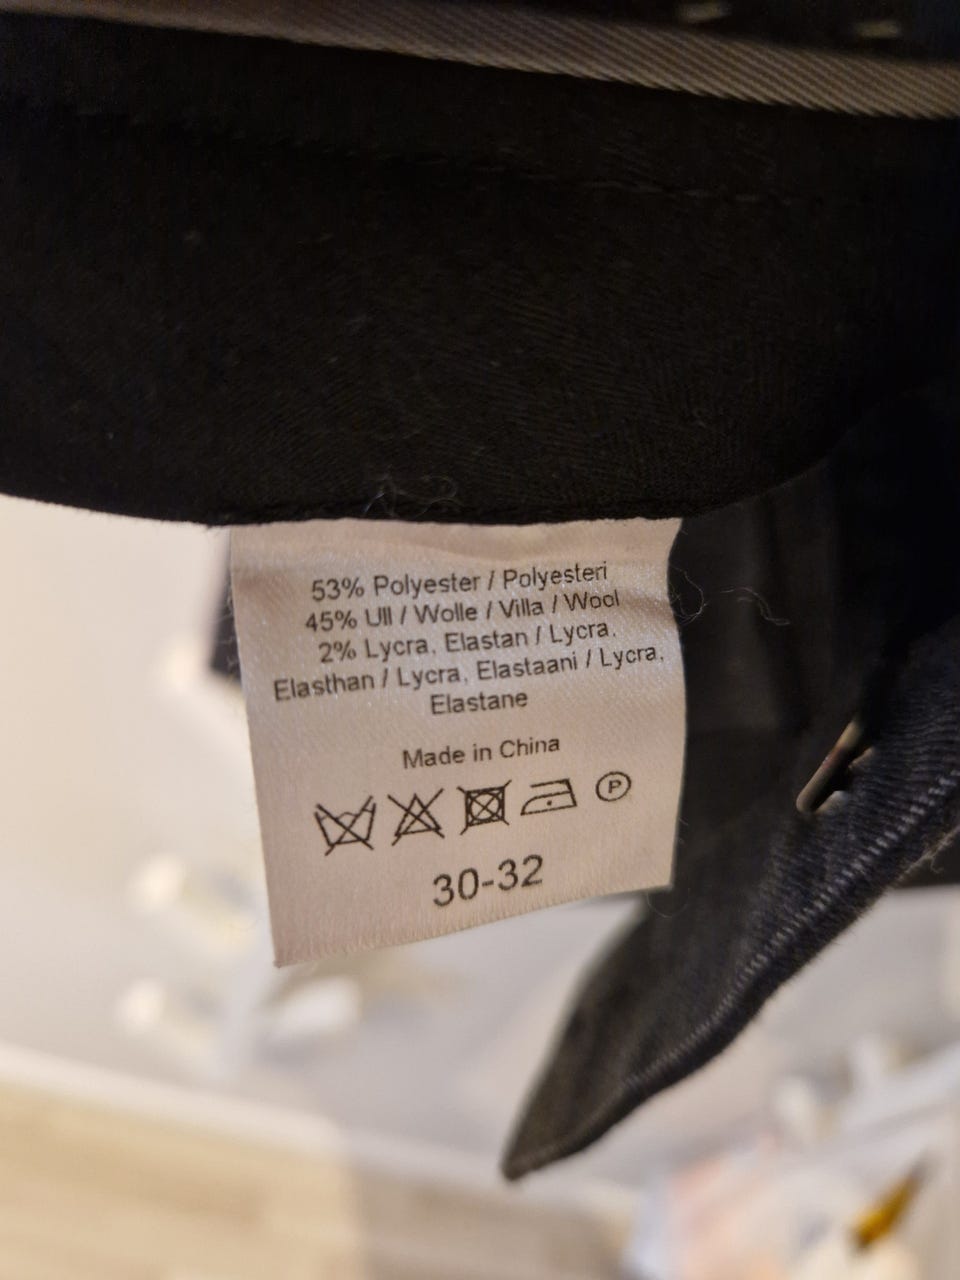 53% Polyester / Polyesteri
45% Ull / Wolle / Villa / Wool
2% Lycra, Elastan / Lycra,
Elasthan / Lycra, Elastaani / Lycra,
Elastane
Made in China
P
30-32